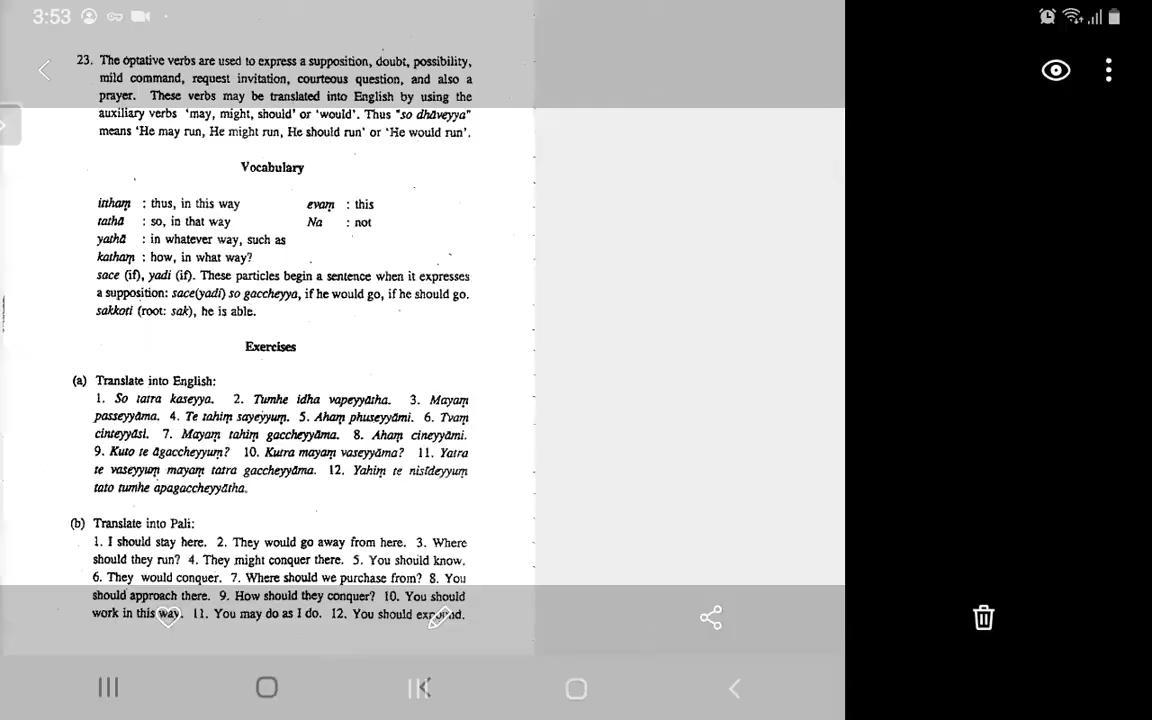 3:53
23. The optative verbs are used to express a supposition, doubt, possibility,
mild command, request invitation, courteous question, and also a
prayer. These verbs may be translated into English by using the
auxiliary verbs ‘may, might, should’ or ‘would’. Thus "so dhāveyya"
means ‘He may run, He might run, He should run’ or ‘He would run’.
Vocabulary
itthaṃ : thus, in this way evaṃ : this
tathā : so, in that way Na : not
yathā : in whatever way, such as
kathaṃ : how, in what way?
sace (if), yadi (if). These particles begin a sentence when it expresses
a supposition: sace(yadi) so gaccheyya, if he would go, if he should go.
sakkoti (root: sak), he is able.
Exercises
(a) Translate into English:
1. So tatra kaseyya. 2. Tumhe idha vapeyyātha. 3. Mayaṃ
passeyyāma. 4. Te tahiṃ sayeyyuṃ. 5. Ahaṃ phuseyyāmi. 6. Tvaṃ
cinteyyāsi. 7. Mayaṃ tahiṃ gaccheyyāma. 8. Ahaṃ cineyyāmi.
9. Kuto te āgaccheyyuṃ? 10. Kutra mayaṃ vaseyyāma? 11. Yatra
te vaseyyuṃ mayaṃ tatra gaccheyyāma. 12. Yahiṃ te nisīdeyyuṃ
tato tumhe apagaccheyyātha.
(b) Translate into Pali:
1. I should stay here. 2. They would go away from here. 3. Where
should they run? 4. They might conquer there. 5. You should know.
6. They would conquer. 7. Where should we purchase from? 8. You
should approach there. 9. How should they conquer? 10. You should
work in this way. 11. You may do as I do. 12. You should expound.